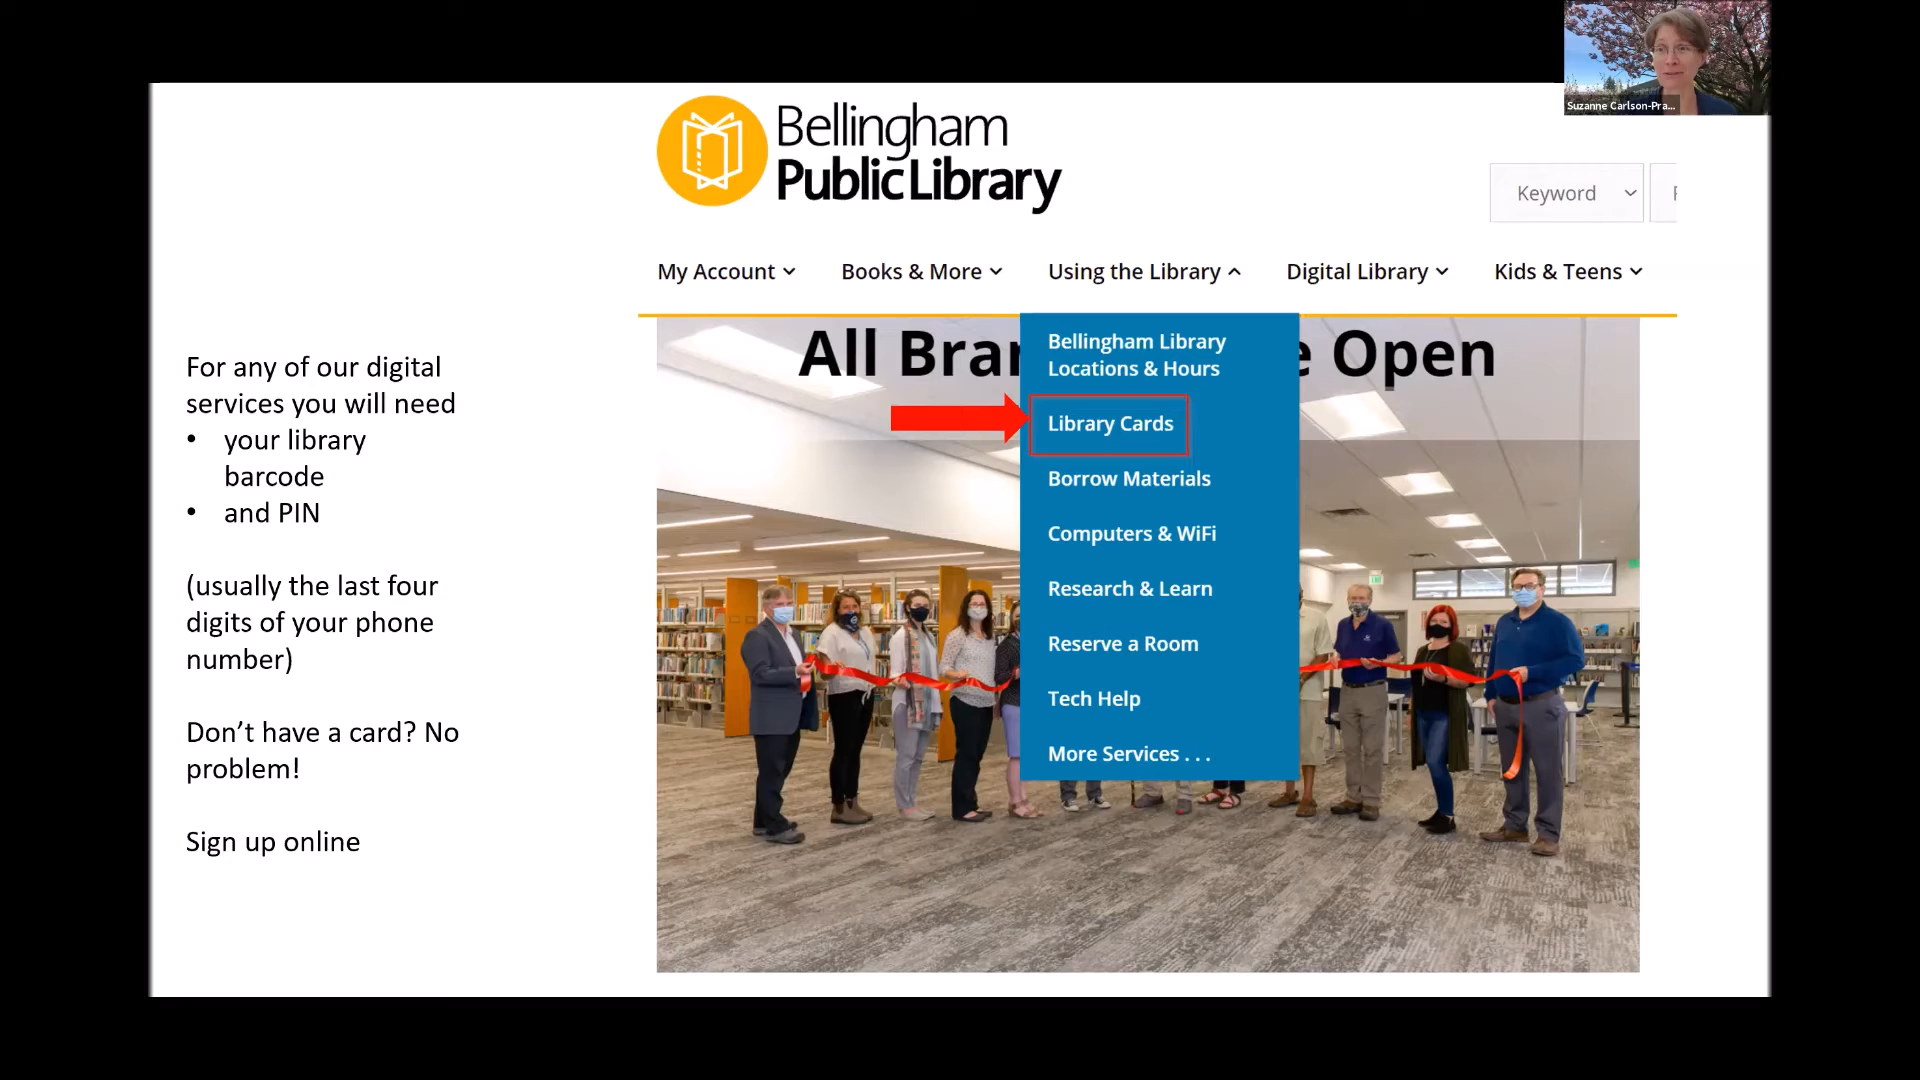 Suzanne Carlson-Pra...
Bellingham
PublicLibrary
Keyword
My Account
Books & More
Using the Library
Digital Library
Kids & Teens
All Bra
e Open
Bellingham Library
Locations & Hours
Library Cards
Borrow Materials
Computers & WiFi
Research & Learn
Reserve a Room
Tech Help
More Services . . .
For any of our digital
services you will need
• your library
barcode
• and PIN
(usually the last four
digits of your phone
number)
Don’t have a card? No
problem!
Sign up online